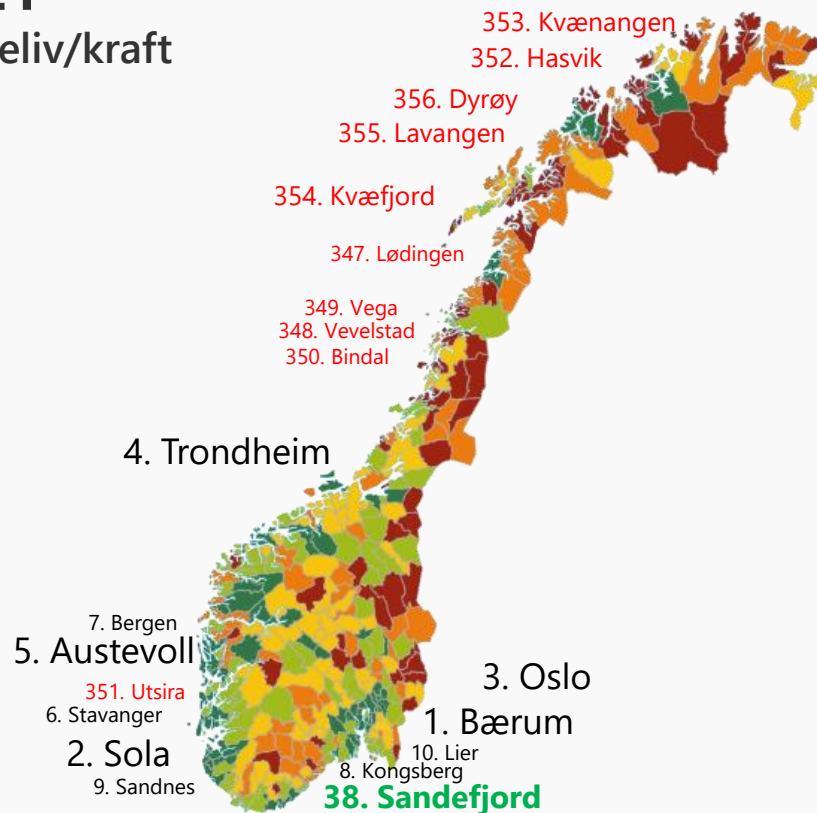 eliv/kraft
353. Kvænangen
352. Hasvik
356. Dyrøy
355. Lavangen
354. Kvæfjord
347. Lødingen
349. Vega
348. Vevelstad
350. Bindal
4. Trondheim
7. Bergen
5. Austevoll
3. Oslo
351. Utsira
6. Stavanger
1. Bærum
2. Sola
10. Lier
8. Kongsberg
9. Sandnes
38. Sandefjord